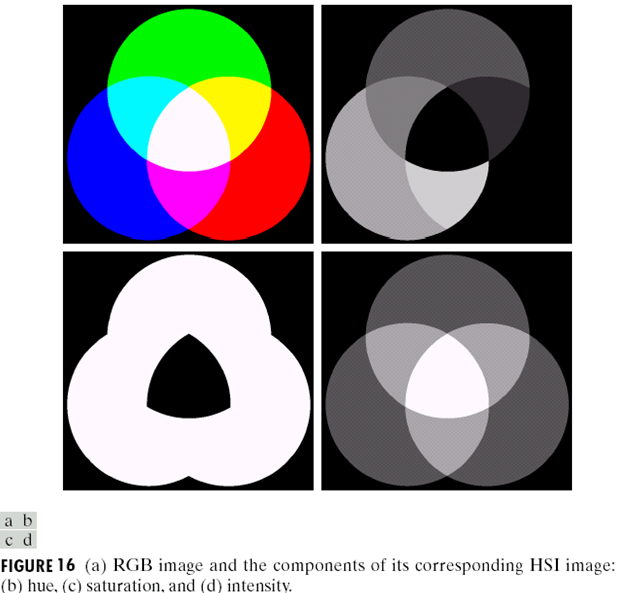 a b
c d
FIGURE 16 (a) RGB image and the components of its corresponding HSI image:
(b) hue, (c) saturation, and (d) intensity.